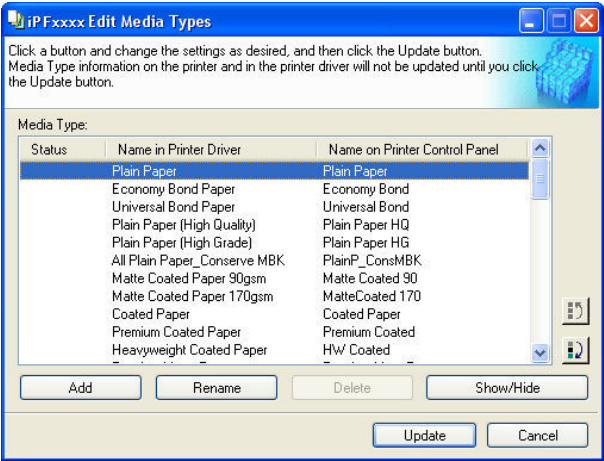 iPFxxxx Edit Media Types
Click a button and change the settings as desired, and then click the Update button.
Media Type information on the printer and in the printer driver will not be updated until you click
the Update button.
Media Type:
Status Name in Printer Driver Name on Printer Control Panel
Plain Paper Plain Paper
Economy Bond Paper Economy Bond
Universal Bond Paper Universal Bond
Plain Paper (High Quality) Plain Paper HQ
Plain Paper (High Grade) Plain Paper HG
All Plain Paper_Conserve MBK PlainP_ConsMBK
Matte Coated Paper 90gsm Matte Coated 90
Matte Coated Paper 170gsm MatteCoated 170
Coated Paper Coated Paper
Premium Coated Paper Premium Coated
Heavyweight Coated Paper HW Coated
Add Rename Delete Show/Hide
Update Cancel